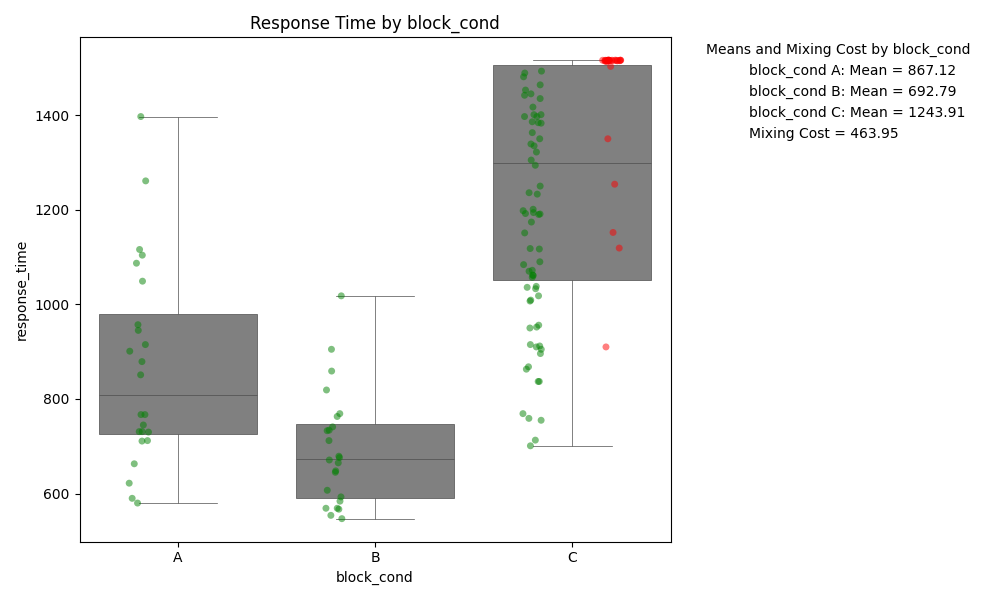 Response Time by block_cond
Means and Mixing Cost by block_cond
block_cond A: Mean = 867.12
block_cond B: Mean = 692.79
block_cond C: Mean = 1243.91
Mixing Cost = 463.95
response_time
1400
1200
1000
800
600
A B C
block_cond